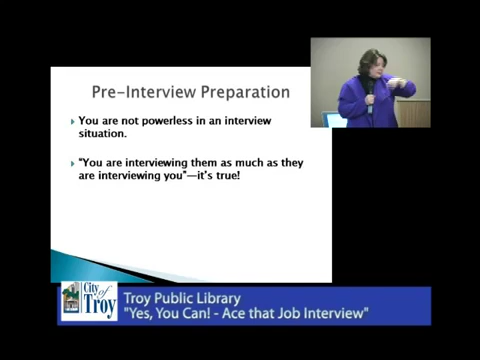 Pre-Interview Preparation
You are not powerless in an interview
situation.
"You are interviewing them as much as they
are interviewing you"—it's true!
City
of
Troy
Troy Public Library
"Yes, You Can! - Ace that Job Interview"